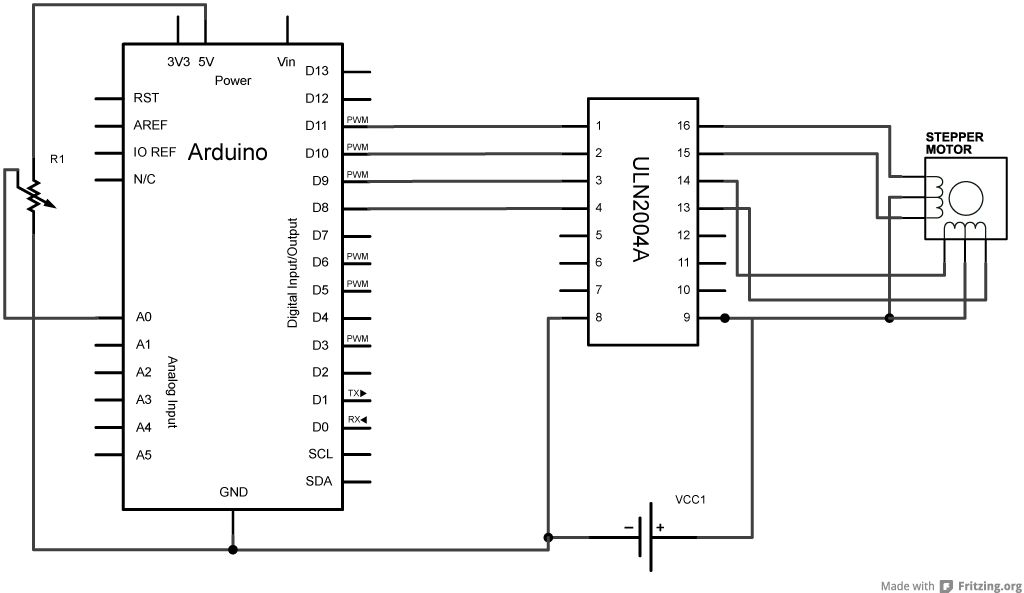 3V3 5V Vin
Power
D13
RST
D12
AREF
D11
PWM
1
16
STEPPER
MOTOR
IO REF
Arduino
D10
PWM
2
15
R1
N/C
D9
PWM
3
14
D8
4
13
ULN2004A
D7
5
12
D6
PWM
6
11
Digital Input/Output
D5
PWM
7
10
A0
D4
8
9
A1
D3
PWM
A2
D2
Analog Input
A3
D1
TX
A4
D0
RX
A5
SCL
SDA
GND
VCC1
− +
Made with Fritzing.org